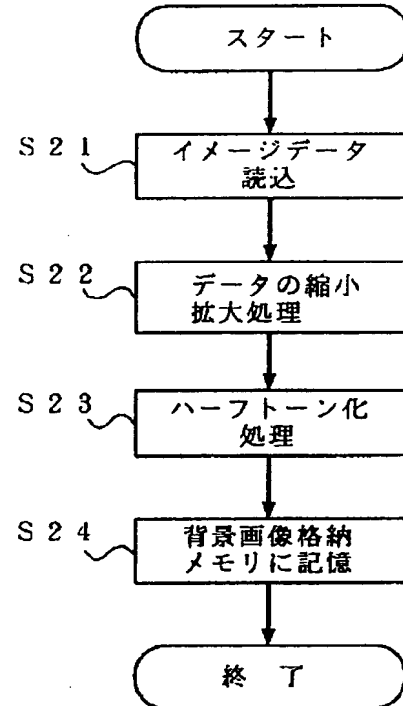 スタート
S21
イメージデータ
読込
S22
データの縮小
拡大処理
S23
ハーフトーン化
処理
S24
背景画像格納
メモリに記憶
終 了